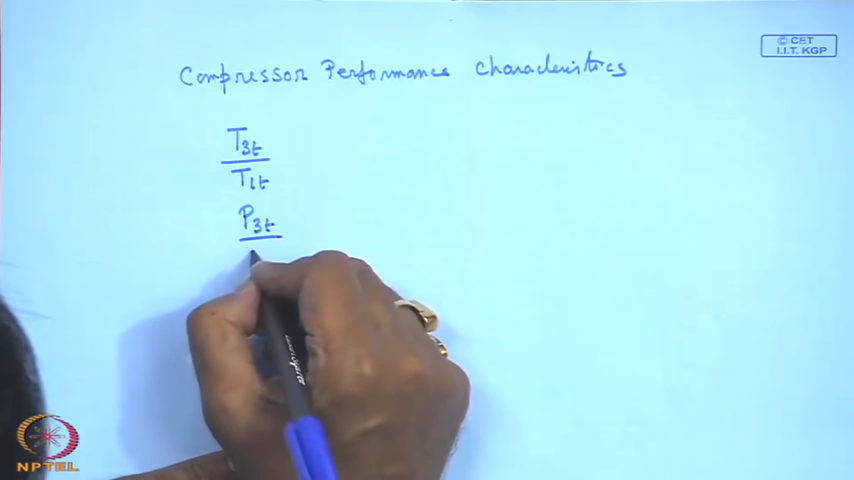 © CET
I.I.T. KGP
Compressor Performance characteristics
T3t
T1t
P3t
NPTEL